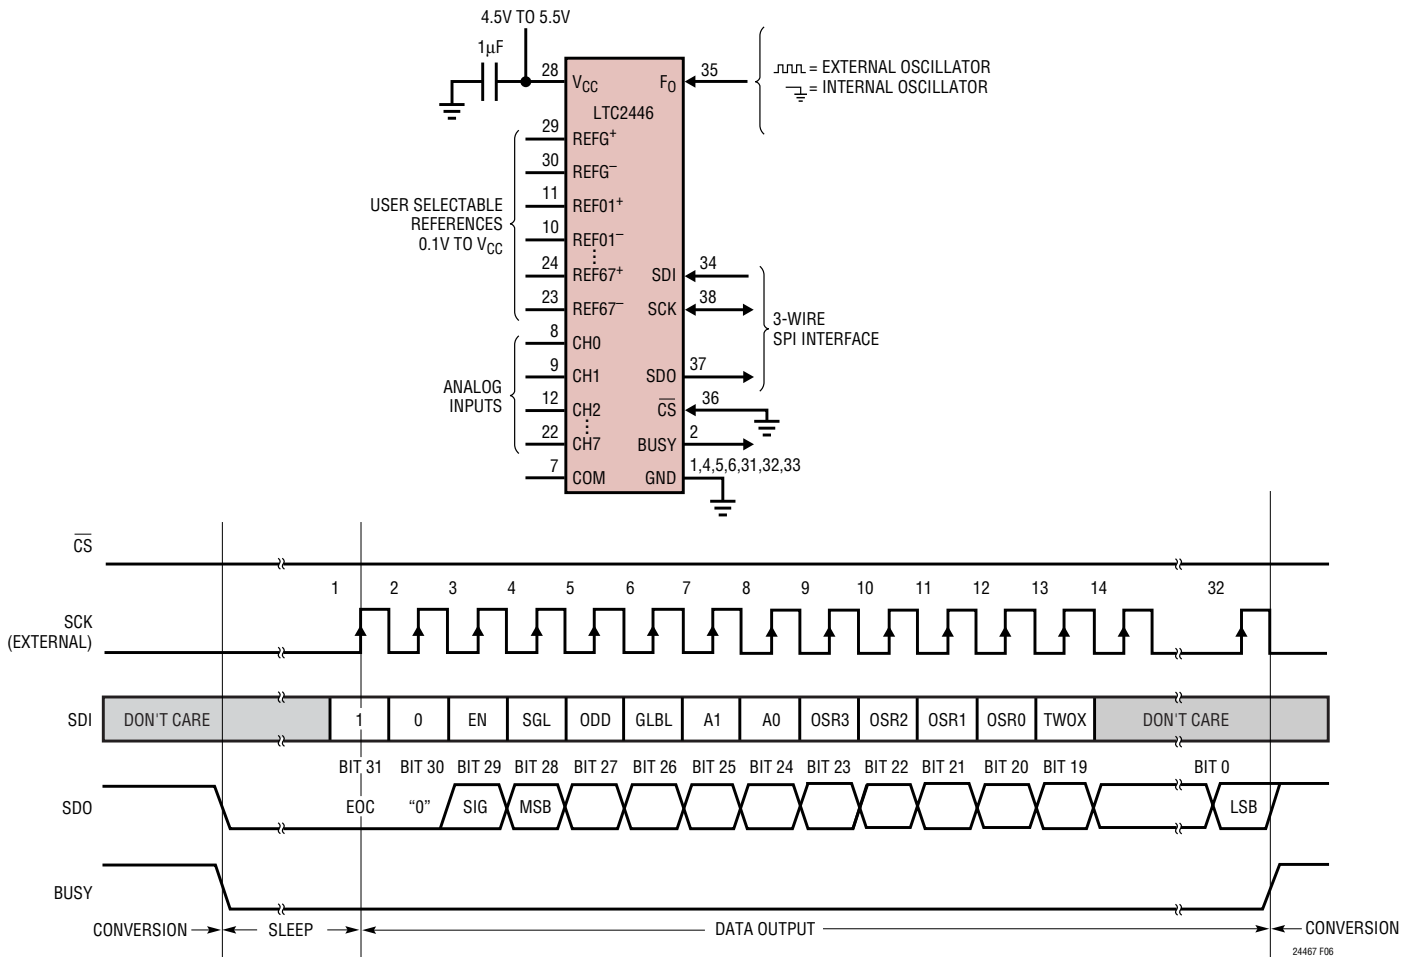 4.5V TO 5.5V
1μF
28
V_CC
F_O
35
= EXTERNAL OSCILLATOR
= INTERNAL OSCILLATOR
LTC2446
29
REFG+
30
REFG−
11
REF01+
10
REF01−
24
REF67+
23
REF67−
USER SELECTABLE
REFERENCES
0.1V TO V_CC
SDI
34
SCK
38
3-WIRE
SPI INTERFACE
SDO
37
CS
36
BUSY
2
GND
1,4,5,6,31,32,33
8
CH0
9
CH1
12
CH2
22
CH7
7
COM
ANALOG
INPUTS
CS
1 2 3 4 5 6 7 8 9 10 11 12 13 14 32
SCK
(EXTERNAL)
SDI
DON'T CARE 1 0 EN SGL ODD GLBL A1 A0 OSR3 OSR2 OSR1 OSR0 TWOX DON'T CARE
BIT 31 BIT 30 BIT 29 BIT 28 BIT 27 BIT 26 BIT 25 BIT 24 BIT 23 BIT 22 BIT 21 BIT 20 BIT 19 BIT 0
SDO
EOC “0” SIG MSB LSB
BUSY
CONVERSION SLEEP DATA OUTPUT CONVERSION
24467 F06